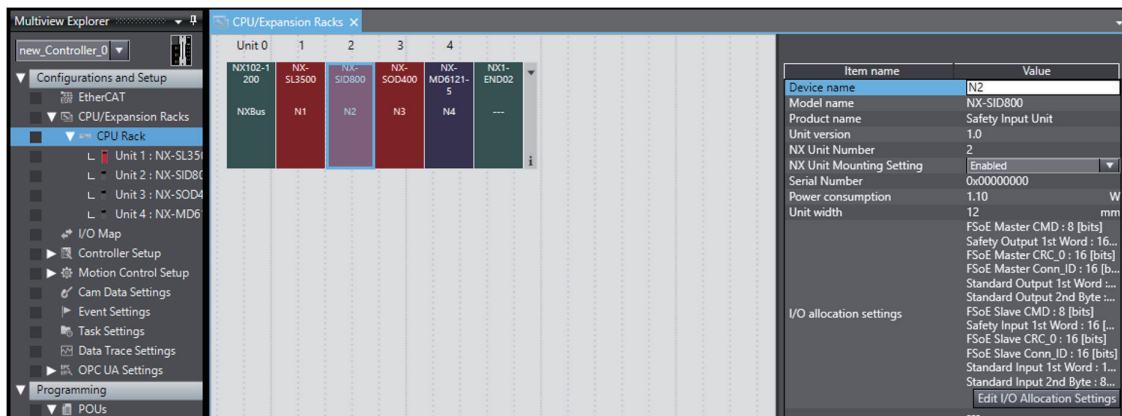 Multiview Explorer
new_Controller_0
Configurations and Setup
EtherCAT
CPU/Expansion Racks
CPU Rack
Unit 1 : NX-SL350
Unit 2 : NX-SID80
Unit 3 : NX-SOD4
Unit 4 : NX-MD6
I/O Map
Controller Setup
Motion Control Setup
Cam Data Settings
Event Settings
Task Settings
Data Trace Settings
OPC UA Settings
Programming
POUs
CPU/Expansion Racks
Unit 0 1 2 3 4
NX102-1
200
NXBus
NX-
SL3500
N1
NX-
SID800
N2
NX-
SOD400
N3
NX-
MD6121-
5
N4
NX1-
END02
---
i
Item name Value
Device name N2
Model name NX-SID800
Product name Safety Input Unit
Unit version 1.0
NX Unit Number 2
NX Unit Mounting Setting Enabled
Serial Number 0x00000000
Power consumption 1.10 W
Unit width 12 mm
I/O allocation settings
FSoE Master CMD : 8 [bits]
Safety Output 1st Word : 16...
FSoE Master CRC_0 : 16 [bits]
FSoE Master Conn_ID : 16 [b...
Standard Output 1st Word :...
Standard Output 2nd Byte :...
FSoE Slave CMD : 8 [bits]
Safety Input 1st Word : 16 [...
FSoE Slave CRC_0 : 16 [bits]
FSoE Slave Conn_ID : 16 [bits]
Standard Input 1st Word : 1...
Standard Input 2nd Byte : 8...
Edit I/O Allocation Settings